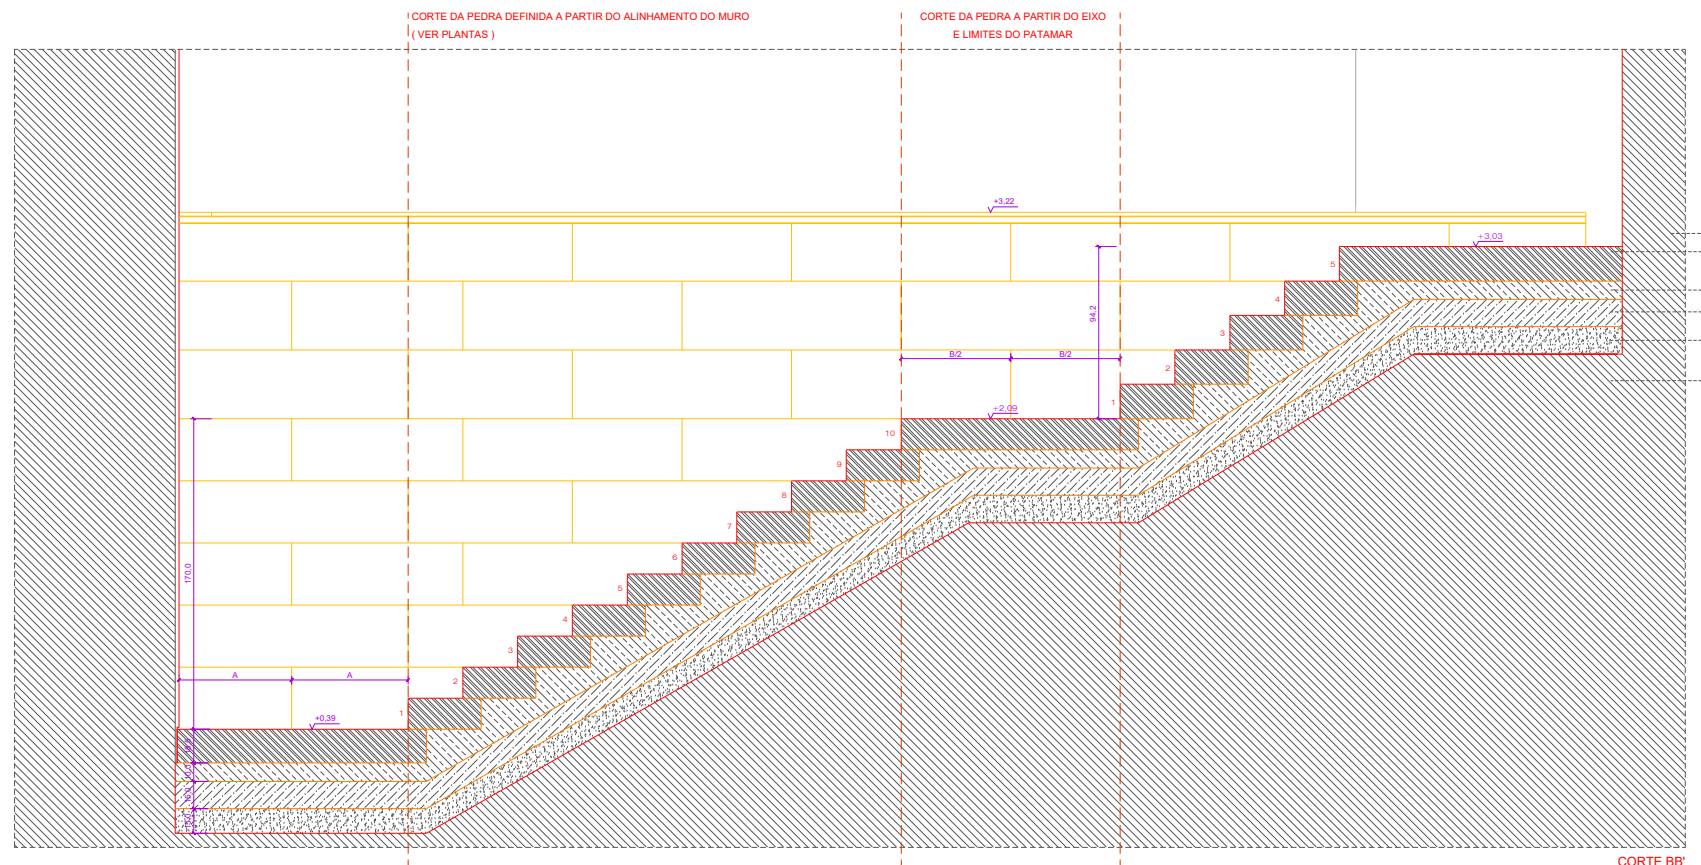 CORTE DA PEDRA DEFINIDA A PARTIR DO ALINHAMENTO DO MURO
( VER PLANTAS )
CORTE DA PEDRA A PARTIR DO EIXO
E LIMITES DO PATAMAR
+3,22
+3,03
5
4
94,2
3
B/2
B/2
2
1
+2,09
10
9
8
7
6
170,0
5
4
3
A
A
2
1
+0,39
CORTE BB'